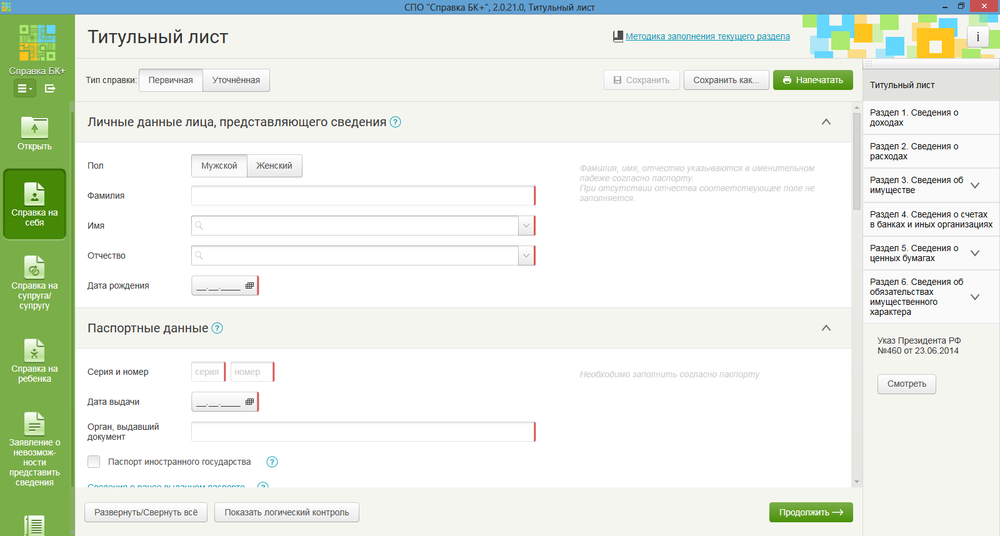 СПО "Справка БК+", 2.0.21.0, Титульный лист
Справка БК+
Открыть
Справка на
себя
Справка на
супруга/
супругу
Справка на
ребенка
Заявление о
невозмож-
ности
представить
сведения
Титульный лист
Методика заполнения текущего раздела
i
Тип справки: Первичная Уточнённая
Сохранить Сохранить как... Напечатать
Личные данные лица, представляющего сведения ?
Пол Мужской Женский
Фамилия
Имя
Отчество
Дата рождения __.__.____
Фамилия, имя, отчество указываются в именительном
падеже согласно паспорту.
При отсутствии отчества соответствующее поле не
заполняется.
Паспортные данные ?
Серия и номер серия номер
Необходимо заполнить согласно паспорту
Дата выдачи __.__.____
Орган, выдавший
документ
Паспорт иностранного государства ?
Сведения о ранее выданном паспорте ?
Развернуть/Свернуть всё Показать логический контроль Продолжить
Титульный лист
Раздел 1. Сведения о
доходах
Раздел 2. Сведения о
расходах
Раздел 3. Сведения об
имуществе
Раздел 4. Сведения о счетах
в банках и иных организациях
Раздел 5. Сведения о
ценных бумагах
Раздел 6. Сведения об
обязательствах
имущественного
характера
Указ Президента РФ
№460 от 23.06.2014
Смотреть